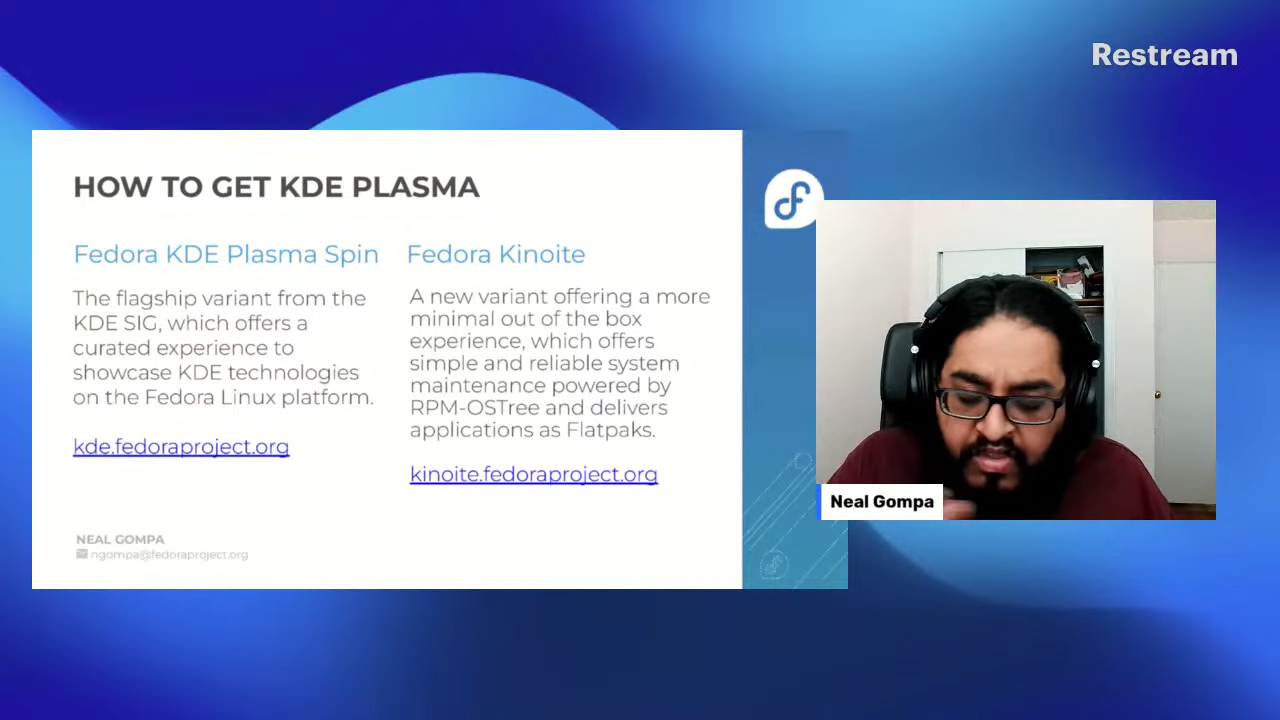 Restream
HOW TO GET KDE PLASMA
Fedora KDE Plasma Spin
The flagship variant from the
KDE SIG, which offers a
curated experience to
showcase KDE technologies
on the Fedora Linux platform.
kde.fedoraproject.org
Fedora Kinoite
A new variant offering a more
minimal out of the box
experience, which offers
simple and reliable system
maintenance powered by
RPM-OSTree and delivers
applications as Flatpaks.
kinoite.fedoraproject.org
NEAL GOMPA
ngompa@fedoraproject.org
Neal Gompa